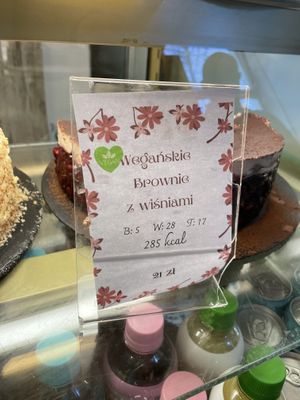 Wegańskie
Brownie
z wiśniami
B: 5 W: 28 T: 17
285 kcal
21 zł